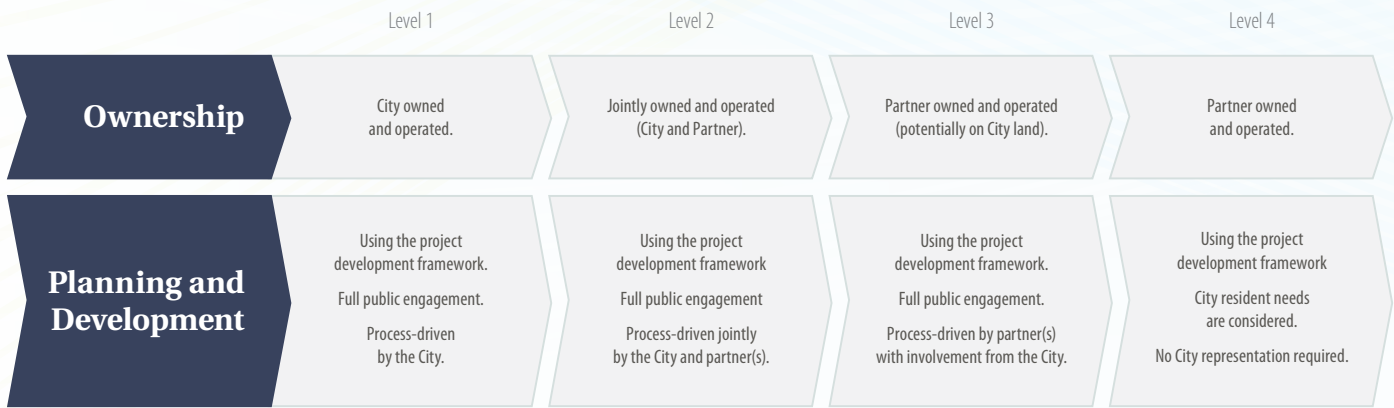 Level 1
Level 2
Level 3
Level 4
Ownership
City owned
and operated.
Jointly owned and operated
(City and Partner).
Partner owned and operated
(potentially on City land).
Partner owned
and operated.
Planning and
Development
Using the project
development framework.
Full public engagement.
Process-driven
by the City.
Using the project
development framework
Full public engagement
Process-driven jointly
by the City and partner(s).
Using the project
development framework.
Full public engagement.
Process-driven by partner(s)
with involvement from the City.
Using the project
development framework
City resident needs
are considered.
No City representation required.